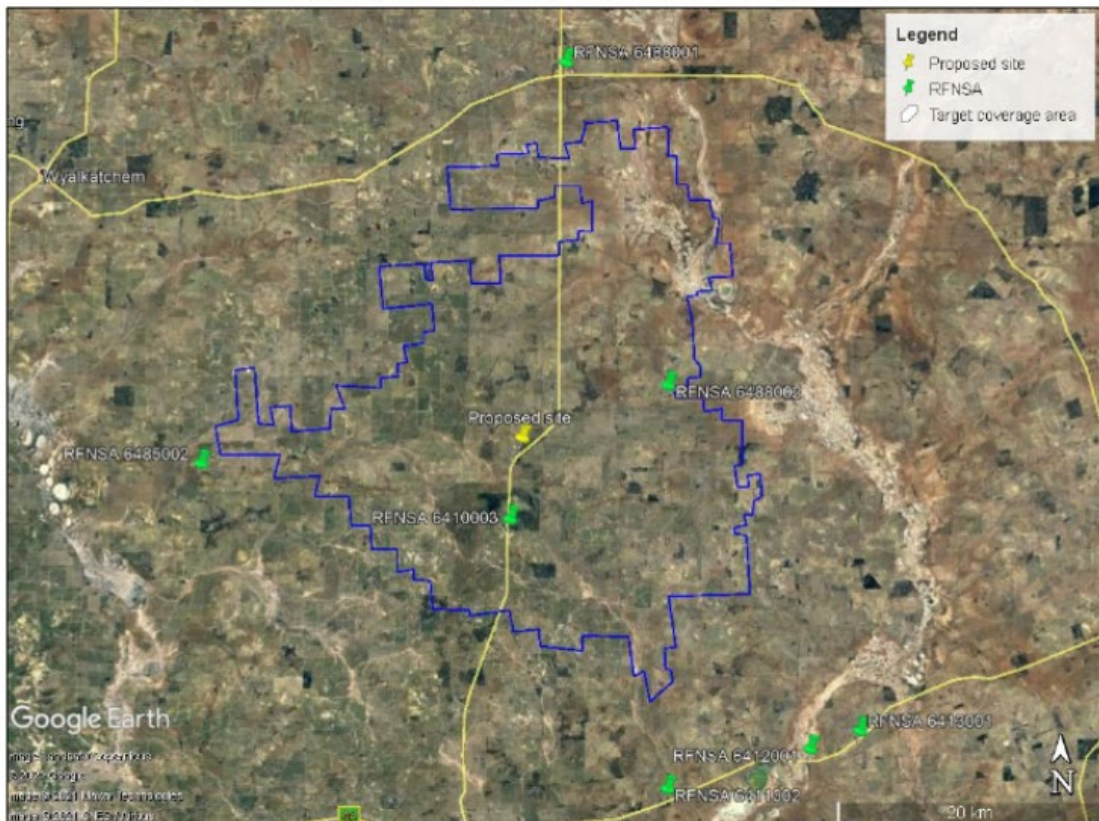 RFNSA 6488001
Legend
Proposed site
RFNSA
Target coverage area
ng
Wyalkatchem
RFNSA 6488002
Proposed site
RFNSA 6485002
RFNSA 6410003
Google Earth
RFNSA 6413001
RFNSA 6412001
RFNSA 6411002
N
20 km